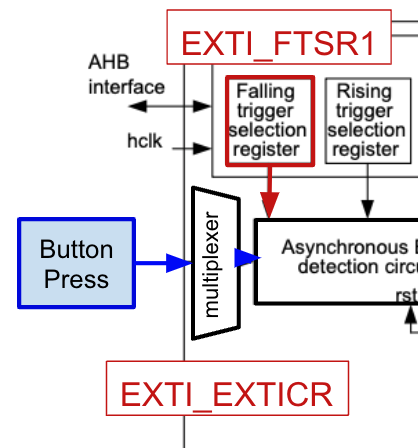 EXTI_FTSR1
AHB
interface
hclk
Falling
trigger
selection
register
Rising
trigger
selection
register
Button
Press
multiplexer
Asynchronous
detection
rst
EXTI_EXTICR